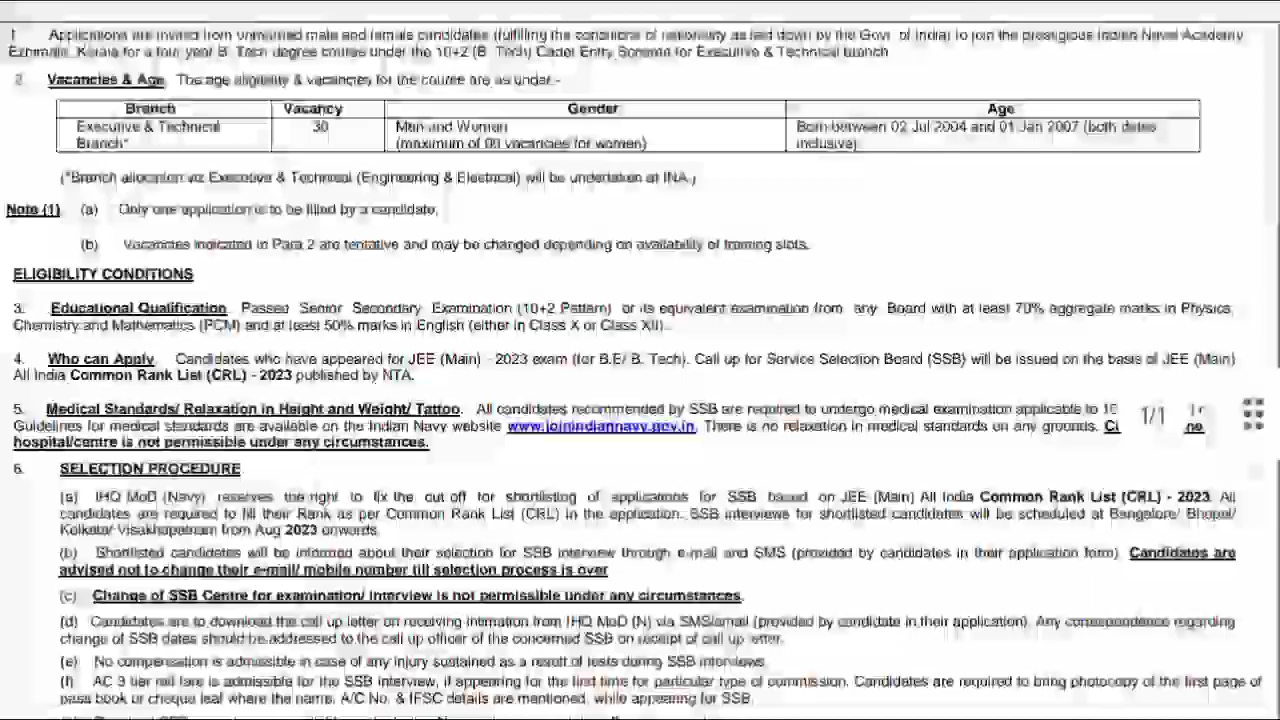 1 Applications are invited from unmarried male and female candidates (fulfilling the conditions of nationality as laid down by the Govt of India) to join the prestigious Indian Naval Academy
Ezhimala, Kerala for a four year B. Tech degree course under the 10+2 (B. Tech) Cadet Entry Scheme for Executive & Technical branch
2. Vacancies & Age. The age eligibility & vacancies for the course are as under:-
Branch Vacancy Gender Age
Executive & Technical 30 Men and Women Born between 02 Jul 2004 and 01 Jan 2007 (both dates
Branch* (maximum of 09 vacancies for women) inclusive)
(*Branch allocation viz Executive & Technical (Engineering & Electrical) will be undertaken at INA.)
Note (1) (a) Only one application is to be filled by a candidate.
(b) Vacancies indicated in Para 2 are tentative and may be changed depending on availability of training slots.
ELIGIBILITY CONDITIONS
3. Educational Qualification. Passed Senior Secondary Examination (10+2 Pattern) or its equivalent examination from any Board with at least 70% aggregate marks in Physics,
Chemistry and Mathematics (PCM) and at least 50% marks in English (either in Class X or Class XII).
4. Who can Apply. Candidates who have appeared for JEE (Main) - 2023 exam (for B.E/ B. Tech). Call up for Service Selection Board (SSB) will be issued on the basis of JEE (Main)
All India Common Rank List (CRL) - 2023 published by NTA.
5. Medical Standards/ Relaxation in Height and Weight/ Tattoo. All candidates recommended by SSB are required to undergo medical examination applicable to 1/1
Guidelines for medical standards are available on the Indian Navy website www.joinindiannavy.gov.in. There is no relaxation in medical standards on any grounds.
hospital/centre is not permissible under any circumstances.
6. SELECTION PROCEDURE
(a) IHQ MoD (Navy) reserves the right to fix the cut off for shortlisting of applications for SSB based on JEE (Main) All India Common Rank List (CRL) - 2023. All
candidates are required to fill their Rank as per Common Rank List (CRL) in the application. SSB interviews for shortlisted candidates will be scheduled at Bangalore/ Bhopal/
Kolkata/ Visakhapatnam from Aug 2023 onwards.
(b) Shortlisted candidates will be informed about their selection for SSB interview through e-mail and SMS (provided by candidates in their application form). Candidates are
advised not to change their e-mail/ mobile number till selection process is over
(c) Change of SSB Centre for examination/ interview is not permissible under any circumstances.
(d) Candidates are to download the call up letter on receiving intimation from IHQ MoD (N) via SMS/email (provided by candidate in their application). Any correspondence regarding
change of SSB dates should be addressed to the call up officer of the concerned SSB on receipt of call up letter.
(e) No compensation is admissible in case of any injury sustained as a result of tests during SSB interviews.
(f) AC 3 tier rail fare is admissible for the SSB interview, if appearing for the first time for particular type of commission. Candidates are required to bring photocopy of the first page of
pass book or cheque leaf where the name, A/C No. & IFSC details are mentioned, while appearing for SSB.